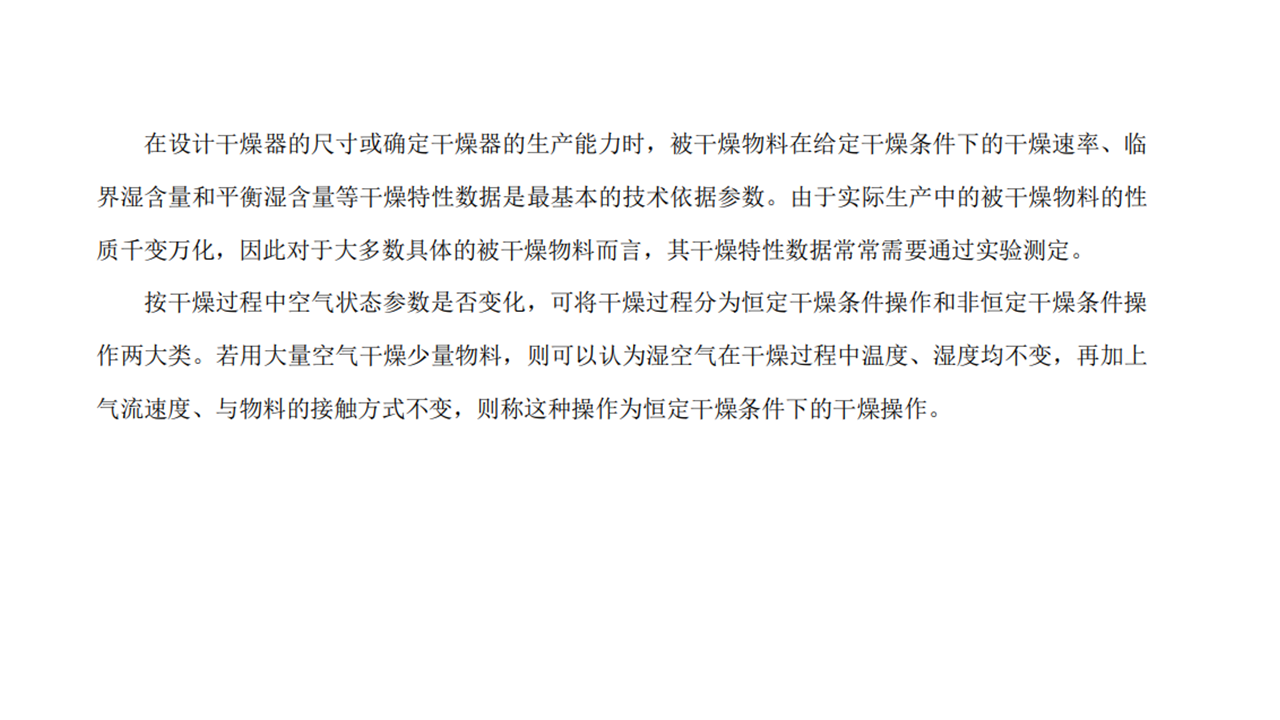 在设计干燥器的尺寸或确定干燥器的生产能力时，被干燥物料在给定干燥条件下的干燥速率、临
界湿含量和平衡湿含量等干燥特性数据是最基本的技术依据参数。由于实际生产中的被干燥物料的性
质千变万化，因此对于大多数具体的被干燥物料而言，其干燥特性数据常常需要通过实验测定。
按干燥过程中空气状态参数是否变化，可将干燥过程分为恒定干燥条件操作和非恒定干燥条件操
作两大类。若用大量空气干燥少量物料，则可以认为湿空气在干燥过程中温度、湿度均不变，再加上
气流速度、与物料的接触方式不变，则称这种操作为恒定干燥条件下的干燥操作。